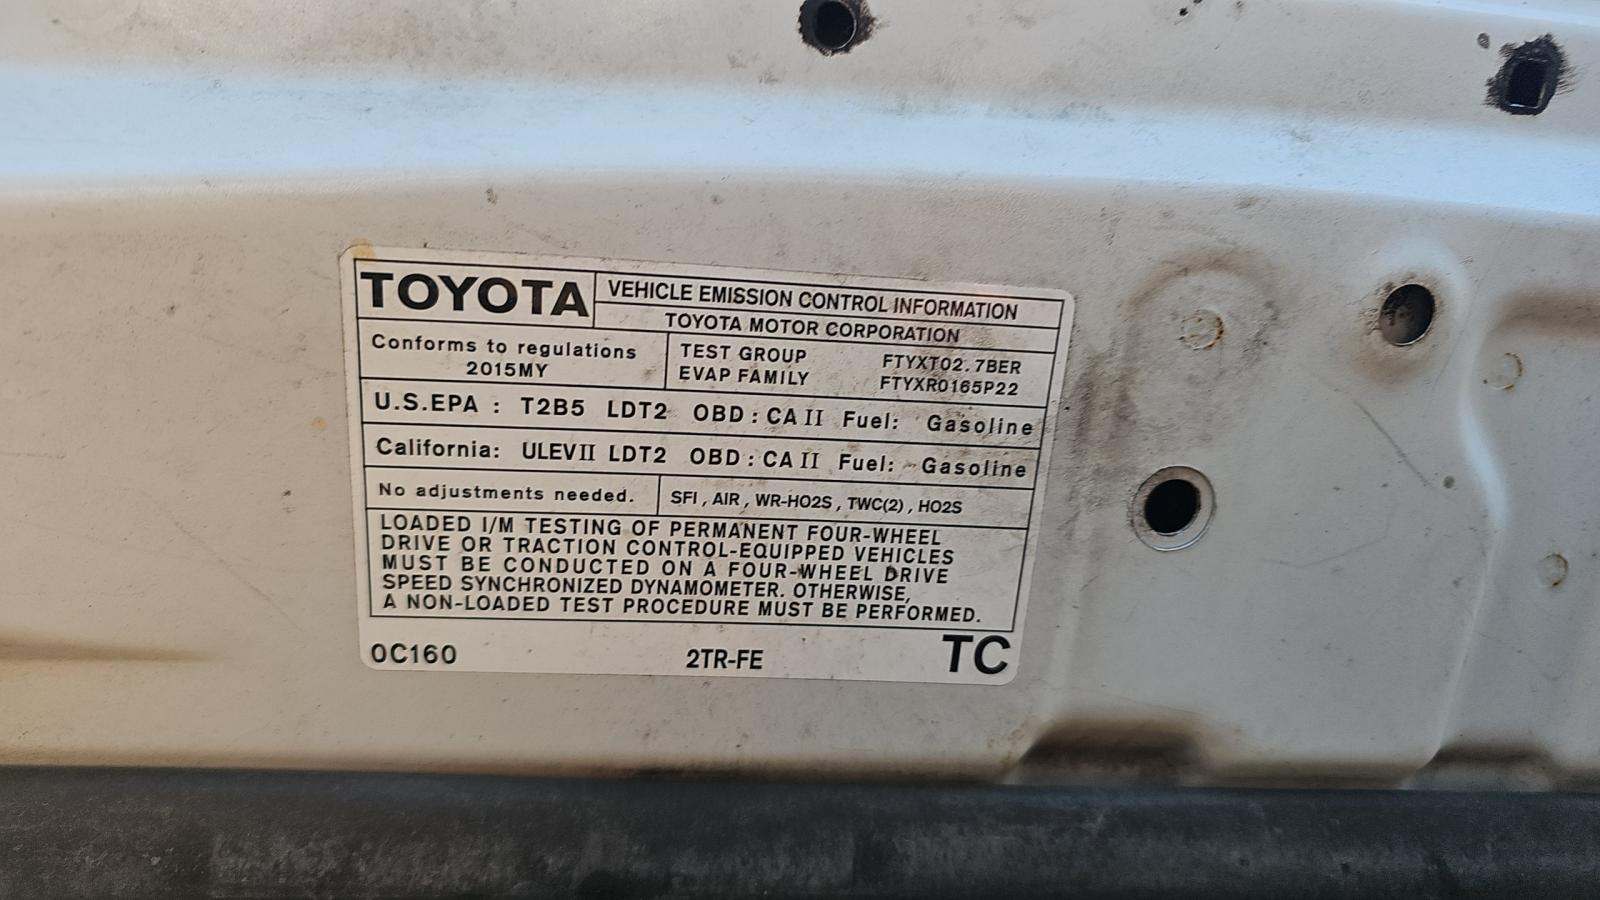 TOYOTA
VEHICLE EMISSION CONTROL INFORMATION
TOYOTA MOTOR CORPORATION
Conforms to regulations
2015MY
TEST GROUP FTYXT02.7BER
EVAP FAMILY FTYXR0165P22
U.S.EPA : T2B5 LDT2 OBD : CA II Fuel: Gasoline
California: ULEVII LDT2 OBD : CA II Fuel: Gasoline
No adjustments needed.
SFI , AIR , WR-HO2S , TWC(2) , HO2S
LOADED I/M TESTING OF PERMANENT FOUR-WHEEL
DRIVE OR TRACTION CONTROL-EQUIPPED VEHICLES
MUST BE CONDUCTED ON A FOUR-WHEEL DRIVE
SPEED SYNCHRONIZED DYNAMOMETER. OTHERWISE,
A NON-LOADED TEST PROCEDURE MUST BE PERFORMED.
0C160 2TR-FE TC